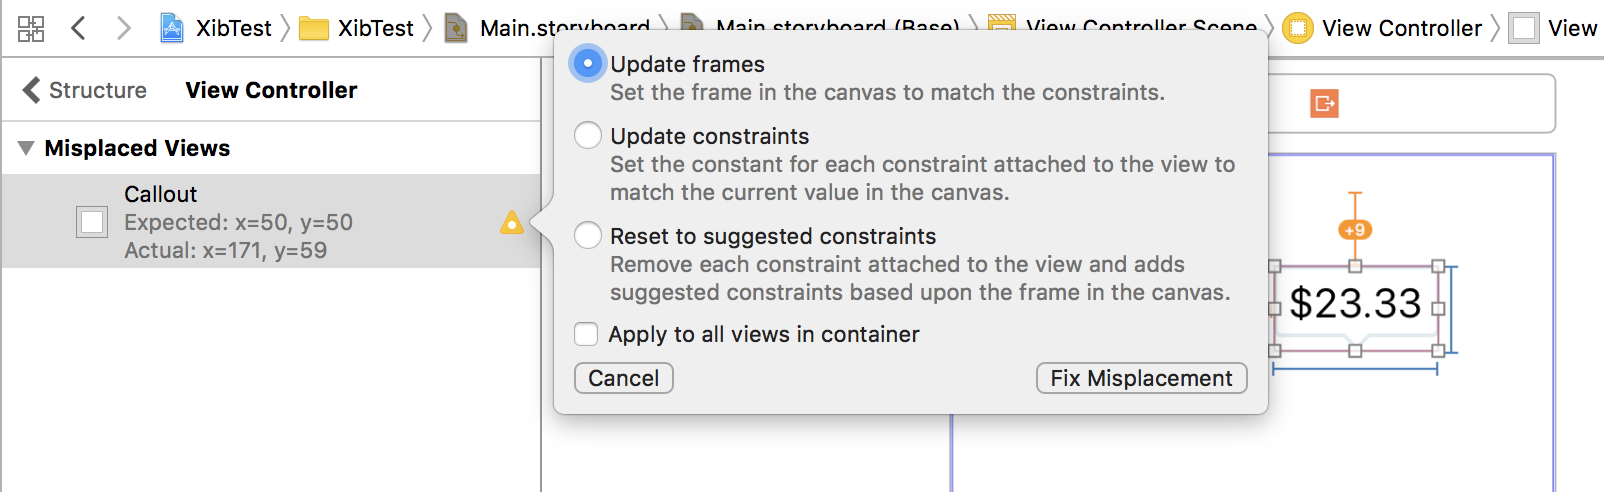 XibTest XibTest Main.storyboard Main.storyboard (Base) View Controller Scene View Controller View
Structure View Controller
Misplaced Views
Callout
Expected: x=50, y=50
Actual: x=171, y=59
Update frames
Set the frame in the canvas to match the constraints.
Update constraints
Set the constant for each constraint attached to the view to
match the current value in the canvas.
Reset to suggested constraints
Remove each constraint attached to the view and adds
suggested constraints based upon the frame in the canvas.
Apply to all views in container
Cancel Fix Misplacement
+9
$23.33